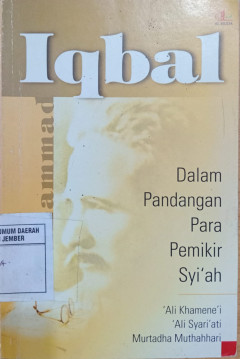 Iqbal
ammad
Dalam
Pandangan
Para
Pemikir
Syi'ah
UMUM DAERAH
JEMBER
'Ali Khamene'i
'Ali Syari'ati
Murtadha Muthahhari